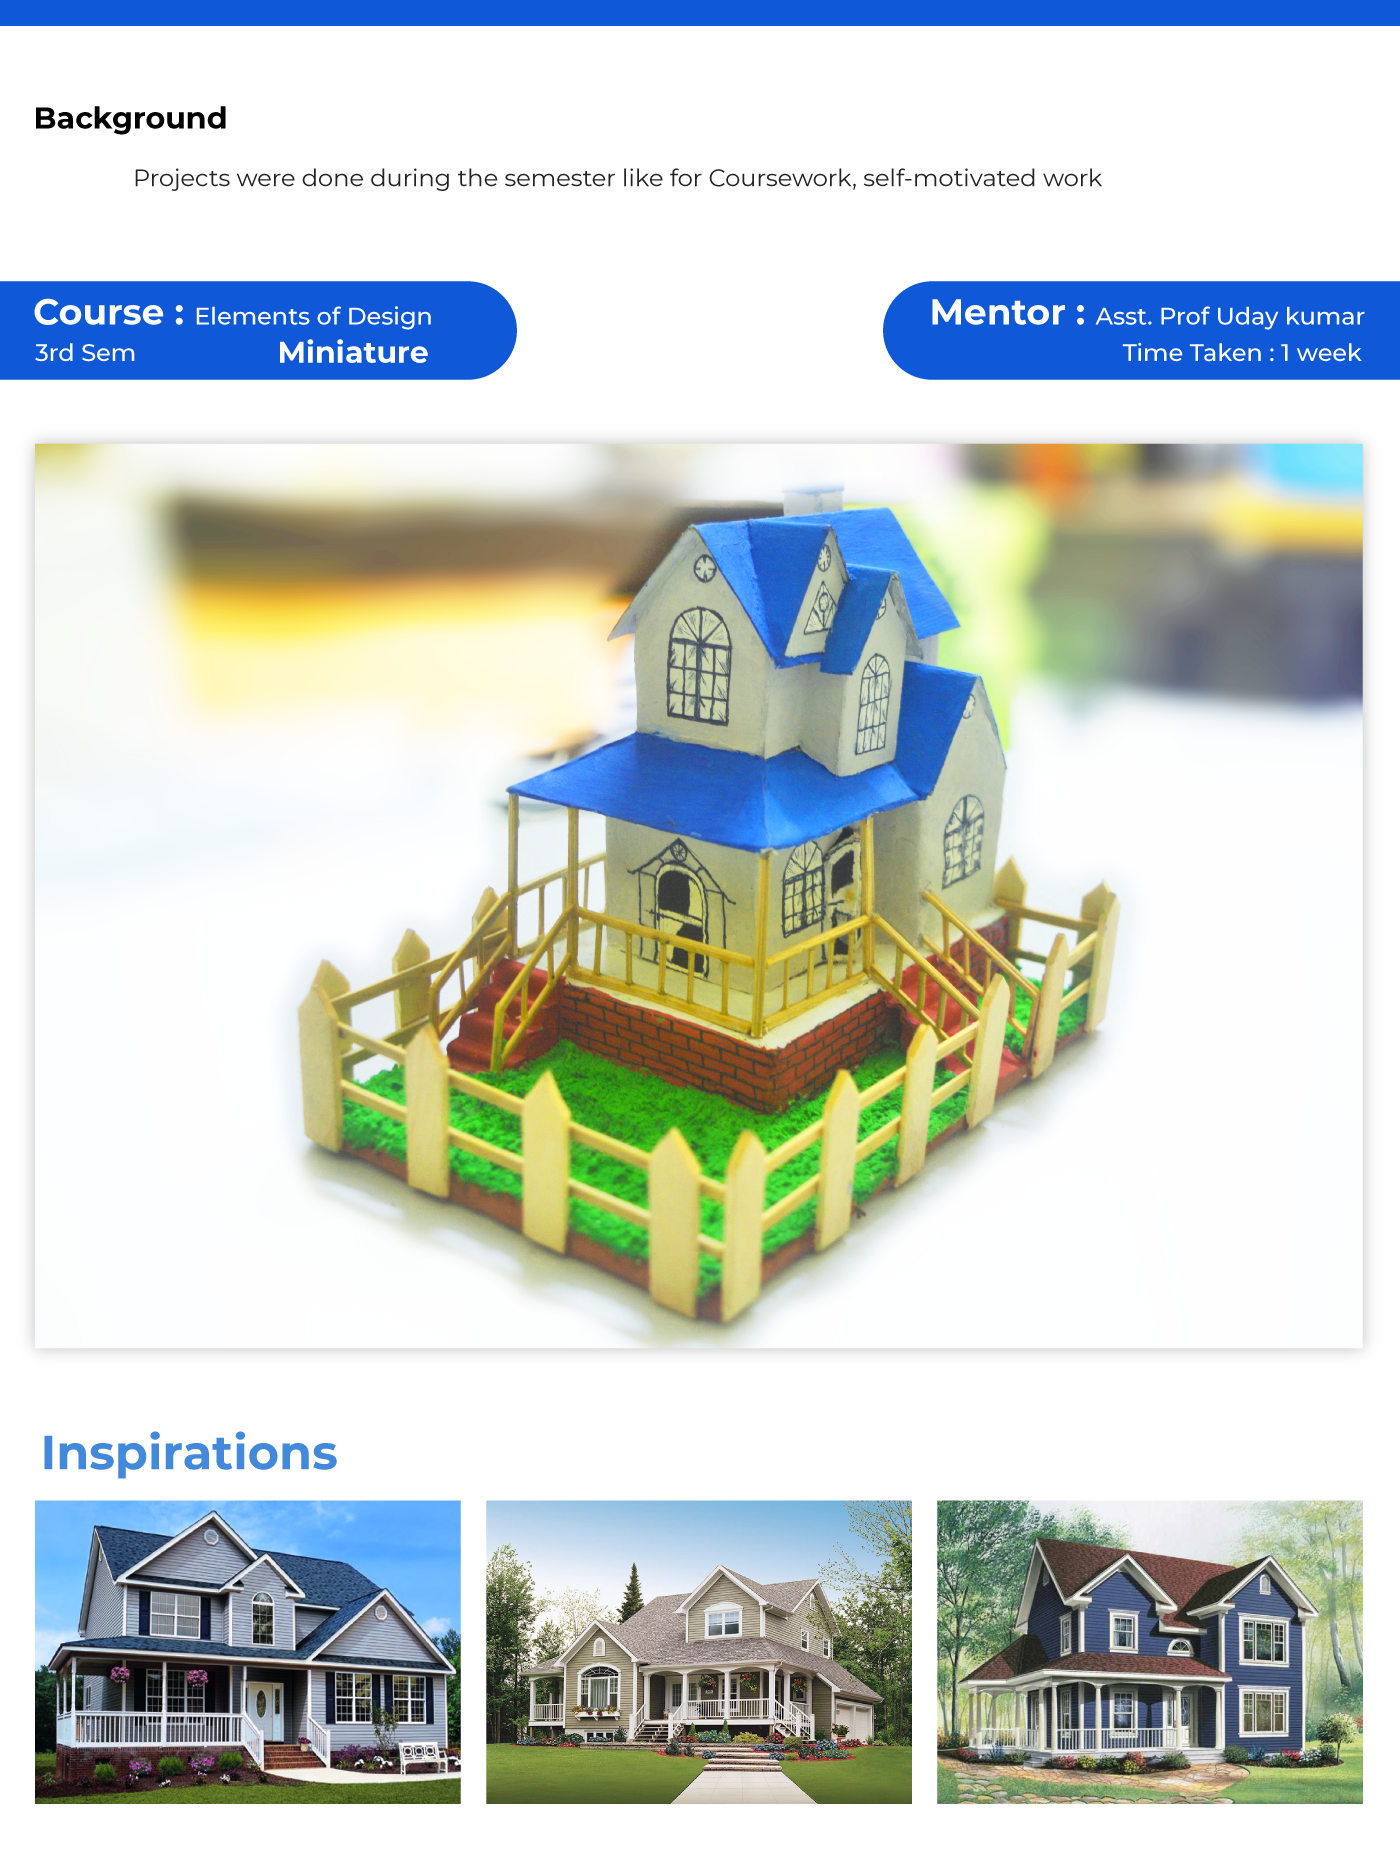 Background
Projects were done during the semester like for Coursework, self-motivated work
Course : Elements of Design
3rd Sem Miniature
Mentor : Asst. Prof Uday kumar
Time Taken : 1 week
Inspirations